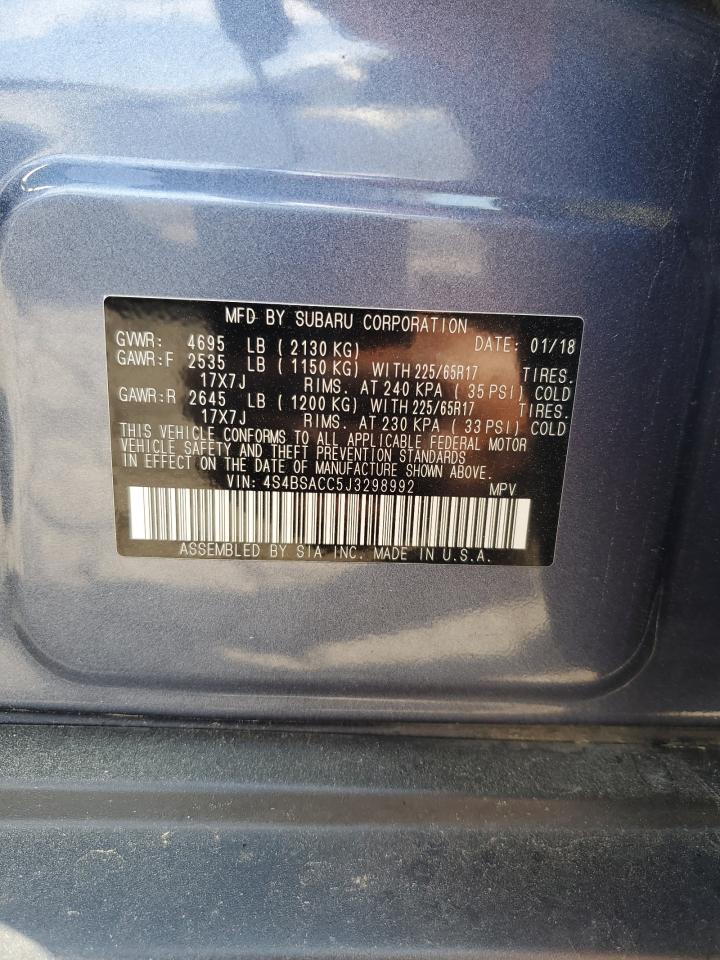 MFD BY SUBARU CORPORATION
GVWR: 4695 LB ( 2130 KG) DATE: 01/18
GAWR:F 2535 LB ( 1150 KG) WITH 225/65R17 TIRES.
17X7J RIMS. AT 240 KPA ( 35 PSI) COLD
GAWR:R 2645 LB ( 1200 KG) WITH 225/65R17 TIRES.
17X7J RIMS. AT 230 KPA ( 33 PSI) COLD
THIS VEHICLE CONFORMS TO ALL APPLICABLE FEDERAL MOTOR
VEHICLE SAFETY AND THEFT PREVENTION STANDARDS
IN EFFECT ON THE DATE OF MANUFACTURE SHOWN ABOVE.
VIN: 4S4BSACC5J3298992 MPV
ASSEMBLED BY SIA INC. MADE IN U.S.A.